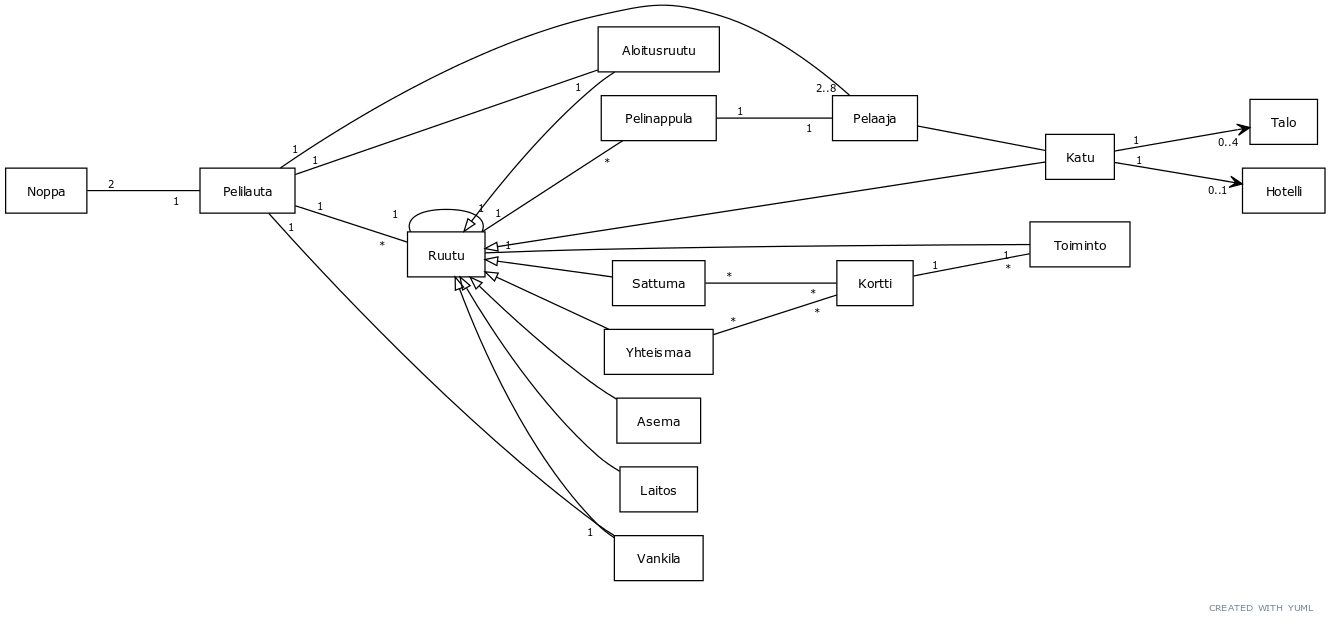 Aloitusruutu
1
2..8
Pelinappula
1
1
Pelaaja
Talo
1
0..4
1
1
Katu
*
1
0..1
Noppa
2
1
Pelilauta
Hotelli
1
*
1
1
1
1
Ruutu
1
Toiminto
1
*
1
Sattuma
*
*
Kortti
*
*
Yhteismaa
Asema
Laitos
1
Vankila
CREATED WITH YUML